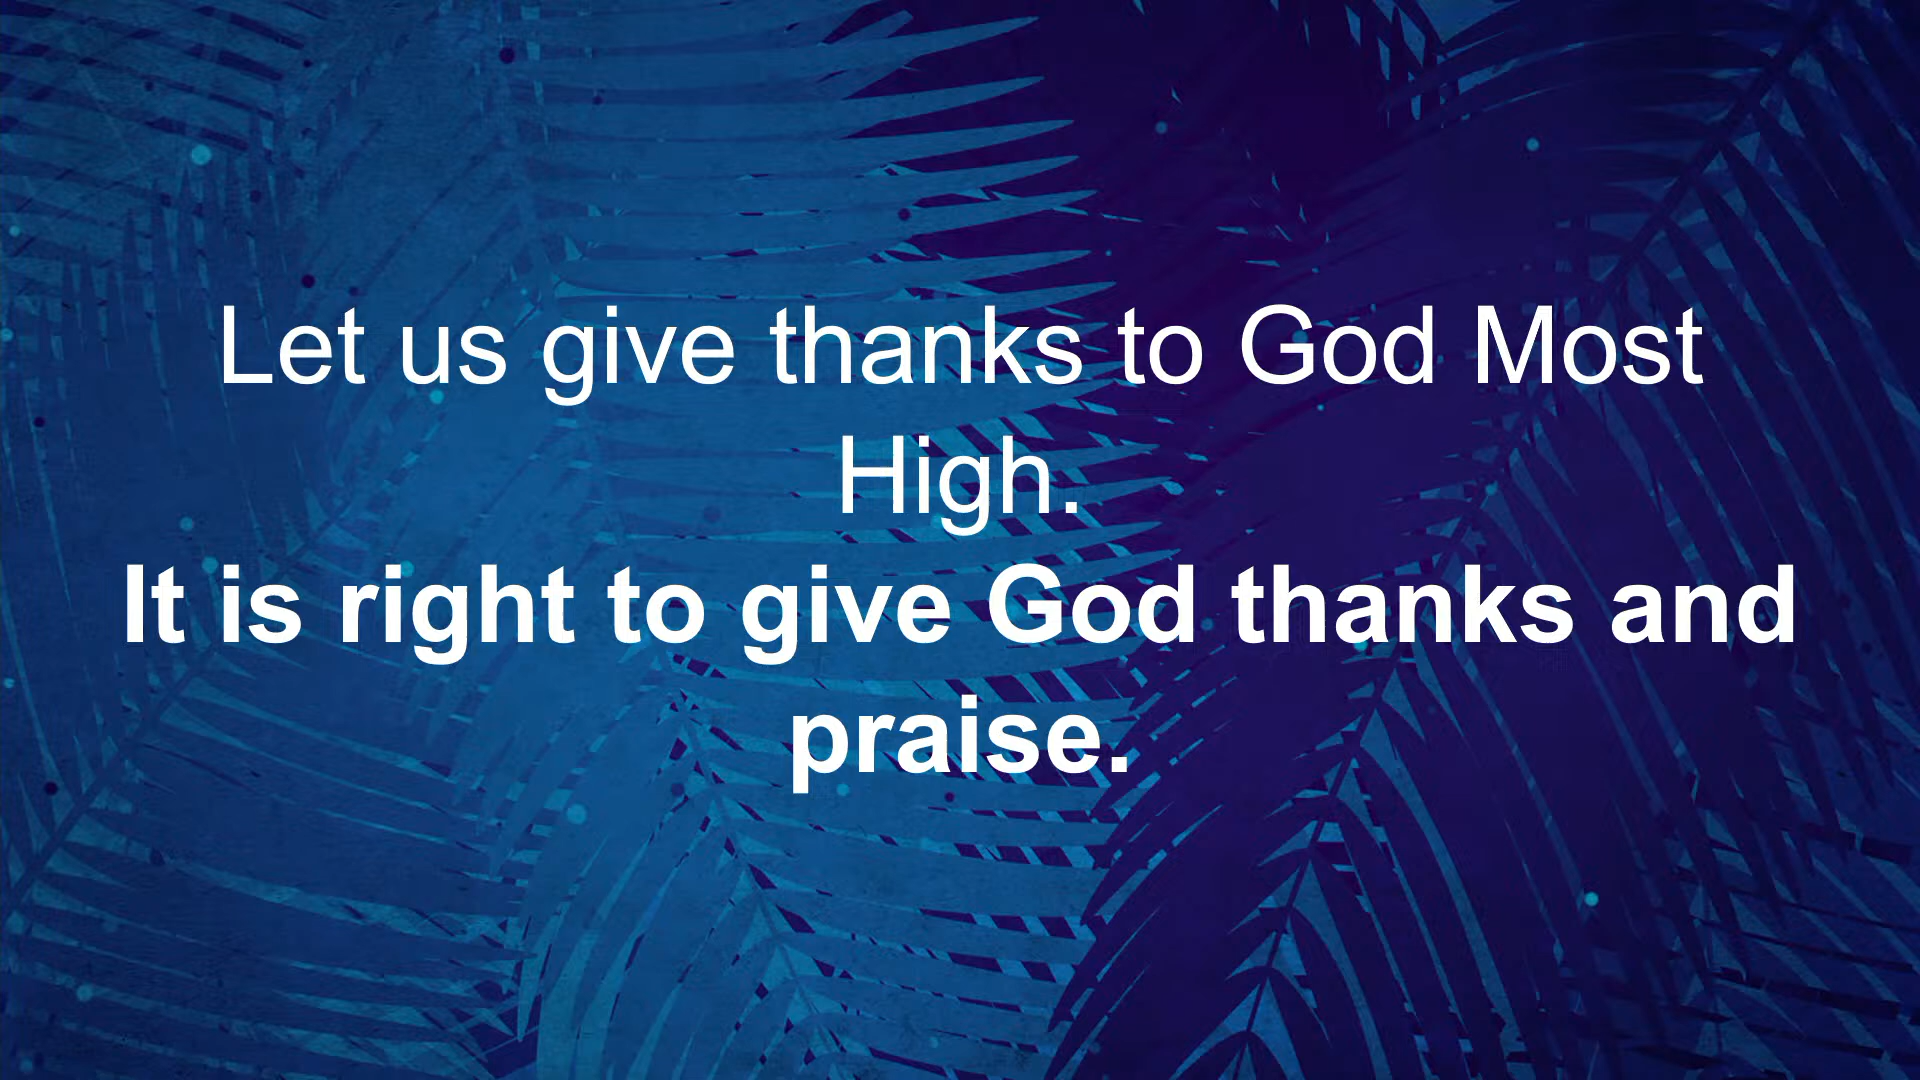 Let us give thanks to God Most
High.
It is right to give God thanks and
praise.